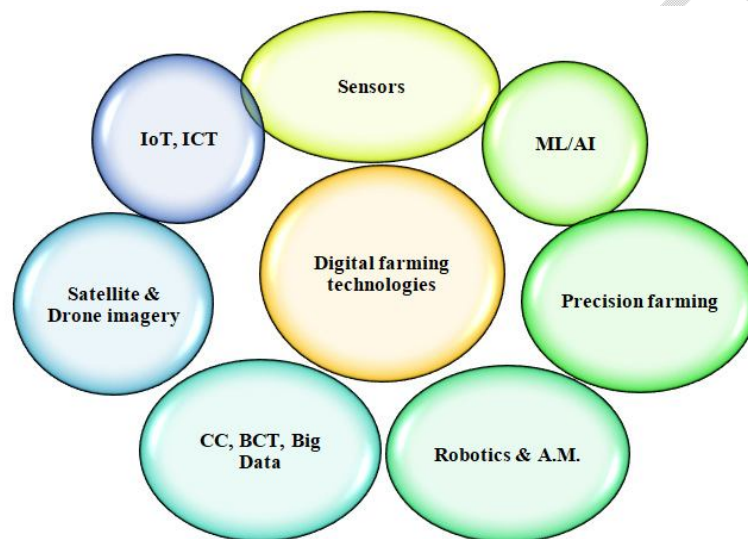 Sensors
IoT, ICT
ML/AI
Digital farming
technologies
Satellite &
Drone imagery
Precision farming
CC, BCT, Big
Data
Robotics & A.M.